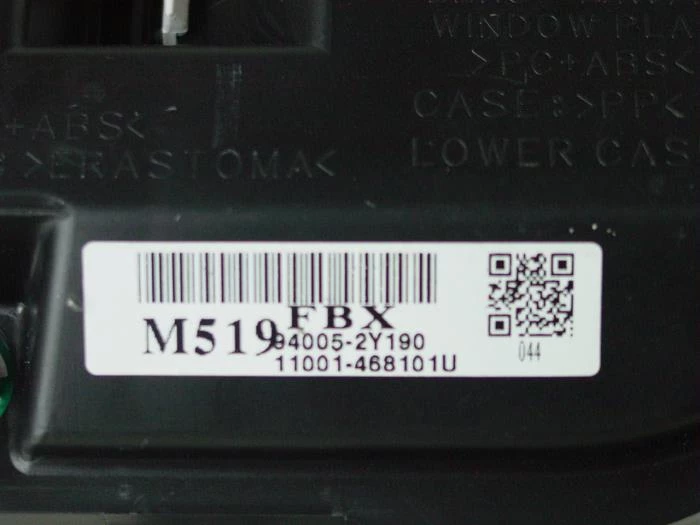 WINDOW PLA
>PC+ABS<
CASE:>PP<
LOWER CAS
+ABS<
>ERASTOMA<
FBX
M519
94005-2Y190
11001-468101U
044